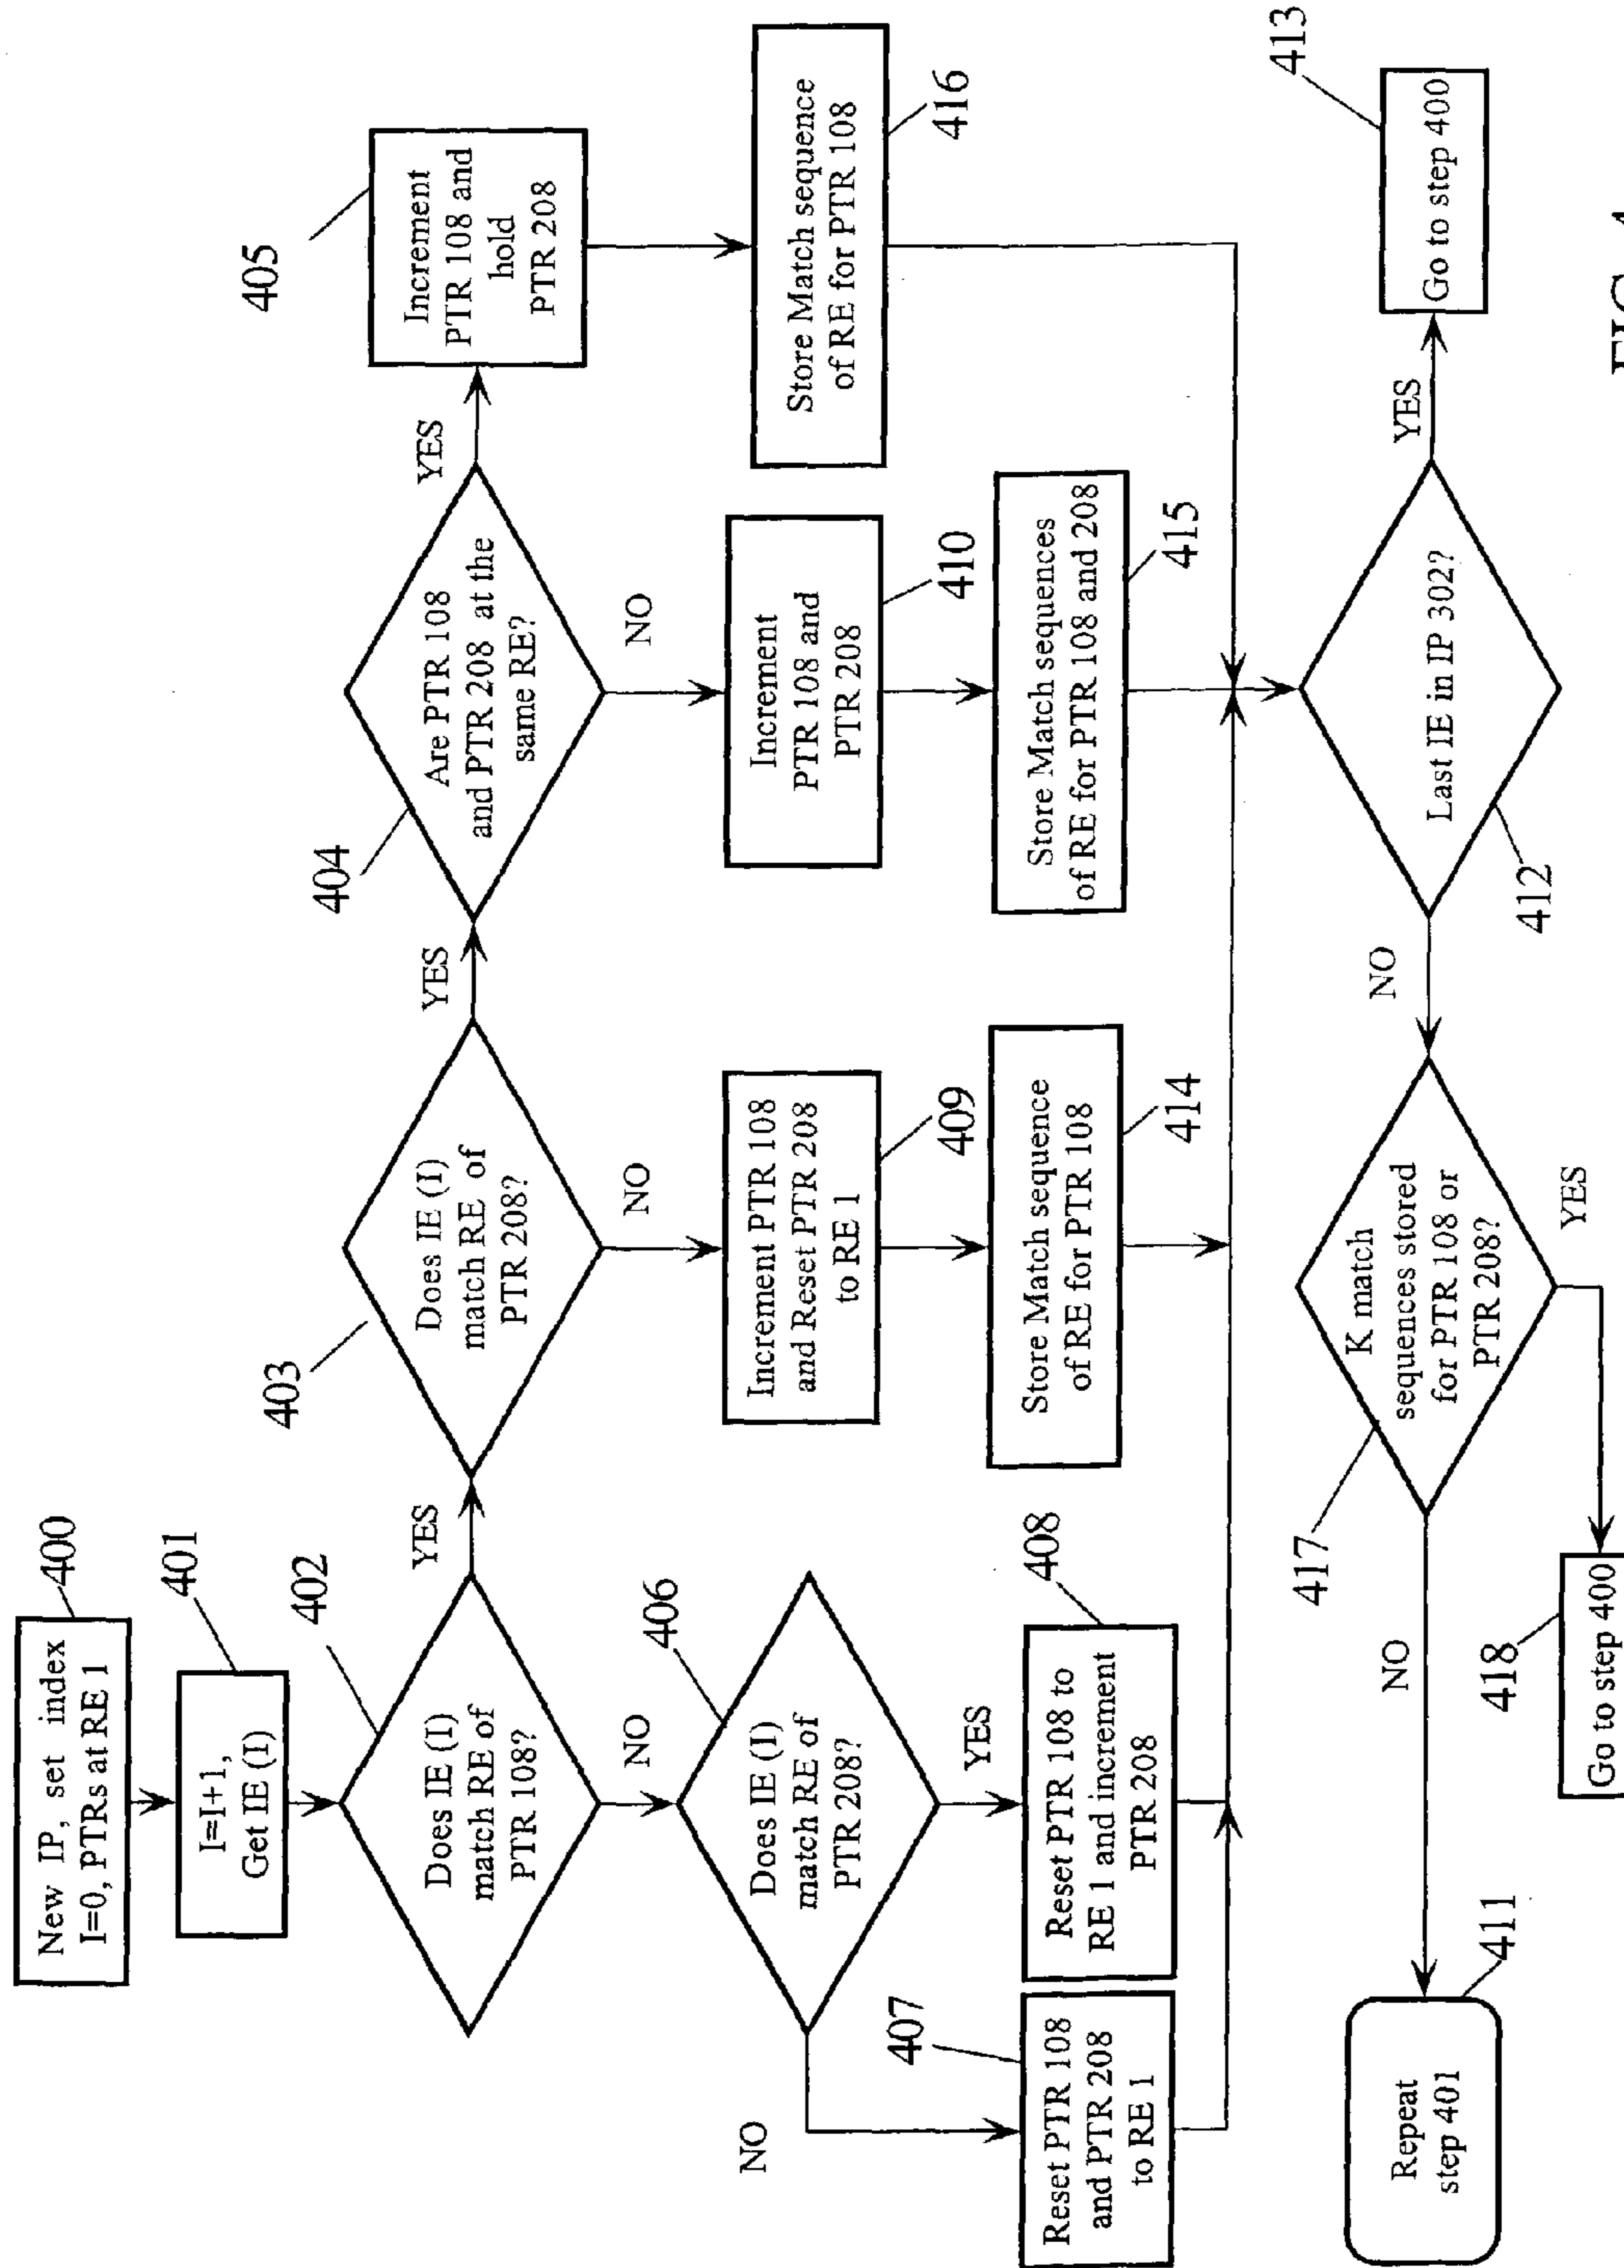 400
New IP, set index
I=0, PTRs at RE 1
401
I=I+1,
Get IE (I)
402
Does IE (I)
match RE of
PTR 108?
YES
NO
403
Does IE (I)
match RE of
PTR 208?
YES
NO
404
Are PTR 108
and PTR 208 at the
same RE?
YES
NO
405
Increment
PTR 108 and
hold
PTR 208
406
Does IE (I)
match RE of
PTR 208?
NO
YES
407
Reset PTR 108
and PTR 208
to RE 1
408
Reset PTR 108 to
RE 1 and increment
PTR 208
409
Increment PTR 108
and Reset PTR 208
to RE 1
414
Store Match sequence
of RE for PTR 108
410
Increment
PTR 108 and
PTR 208
415
Store Match sequences
of RE for PTR 108 and 208
416
Store Match sequence
of RE for PTR 108
412
Last IE in IP 302?
YES
NO
413
Go to step 400
417
K match
sequences stored
for PTR 108 or
PTR 208?
NO
YES
411
Repeat
step 401
418
Go to step 400